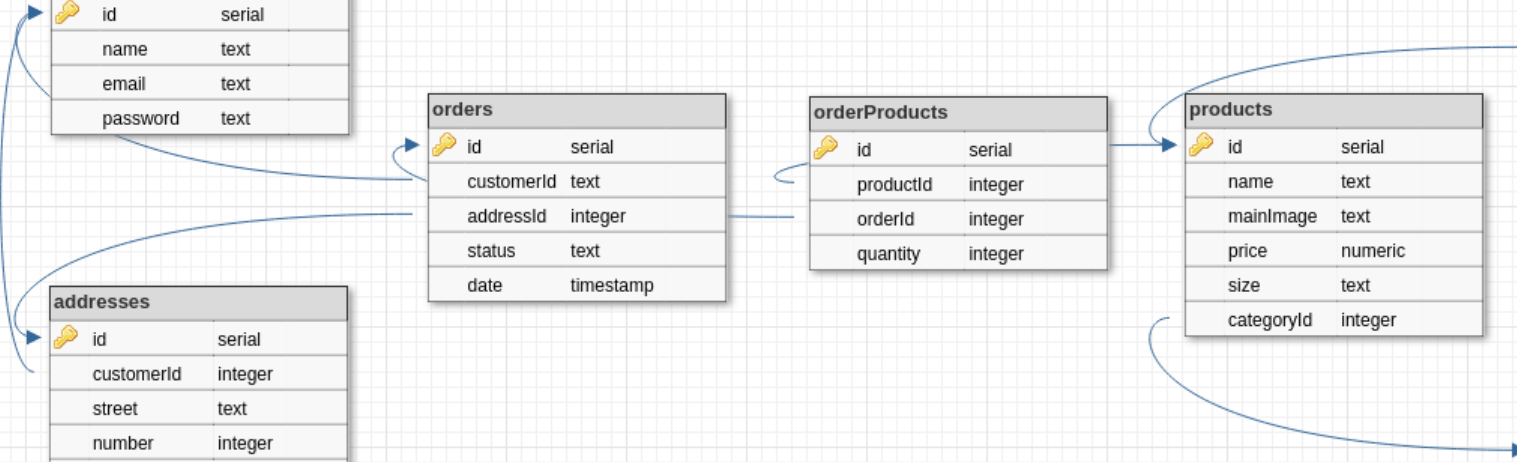 id serial
name text
email text
password text
orders
id serial
customerId text
addressId integer
status text
date timestamp
orderProducts
id serial
productId integer
orderId integer
quantity integer
products
id serial
name text
mainImage text
price numeric
size text
categoryId integer
addresses
id serial
customerId integer
street text
number integer